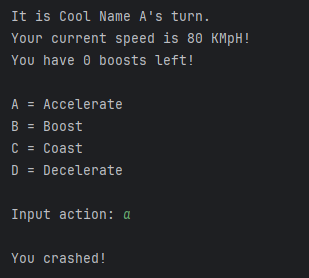 It is Cool Name A's turn.
Your current speed is 80 KMpH!
You have 0 boosts left!
A = Accelerate
B = Boost
C = Coast
D = Decelerate
Input action: a
You crashed!